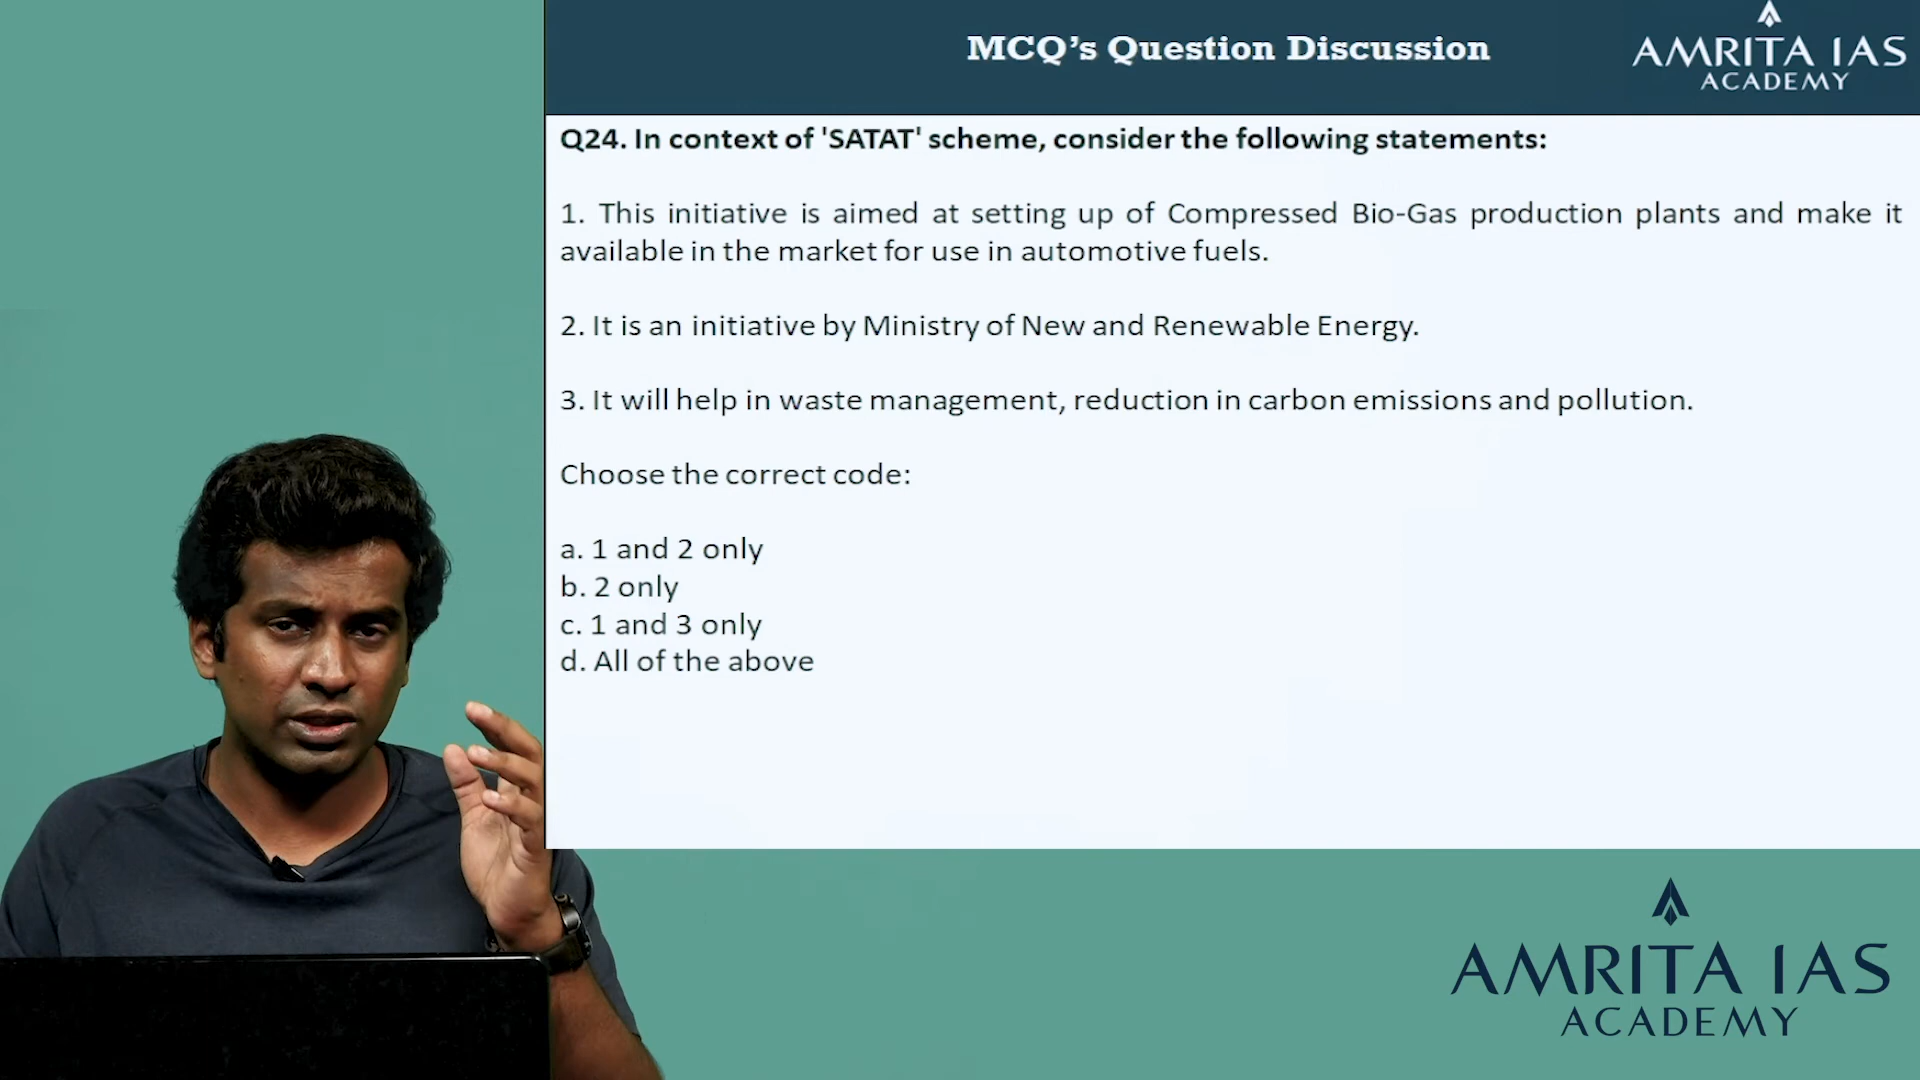 MCQ’s Question Discussion
AMRITA IAS
ACADEMY
Q24. In context of 'SATAT' scheme, consider the following statements:
1. This initiative is aimed at setting up of Compressed Bio-Gas production plants and make it
available in the market for use in automotive fuels.
2. It is an initiative by Ministry of New and Renewable Energy.
3. It will help in waste management, reduction in carbon emissions and pollution.
Choose the correct code:
a. 1 and 2 only
b. 2 only
c. 1 and 3 only
d. All of the above
AMRITA IAS
ACADEMY